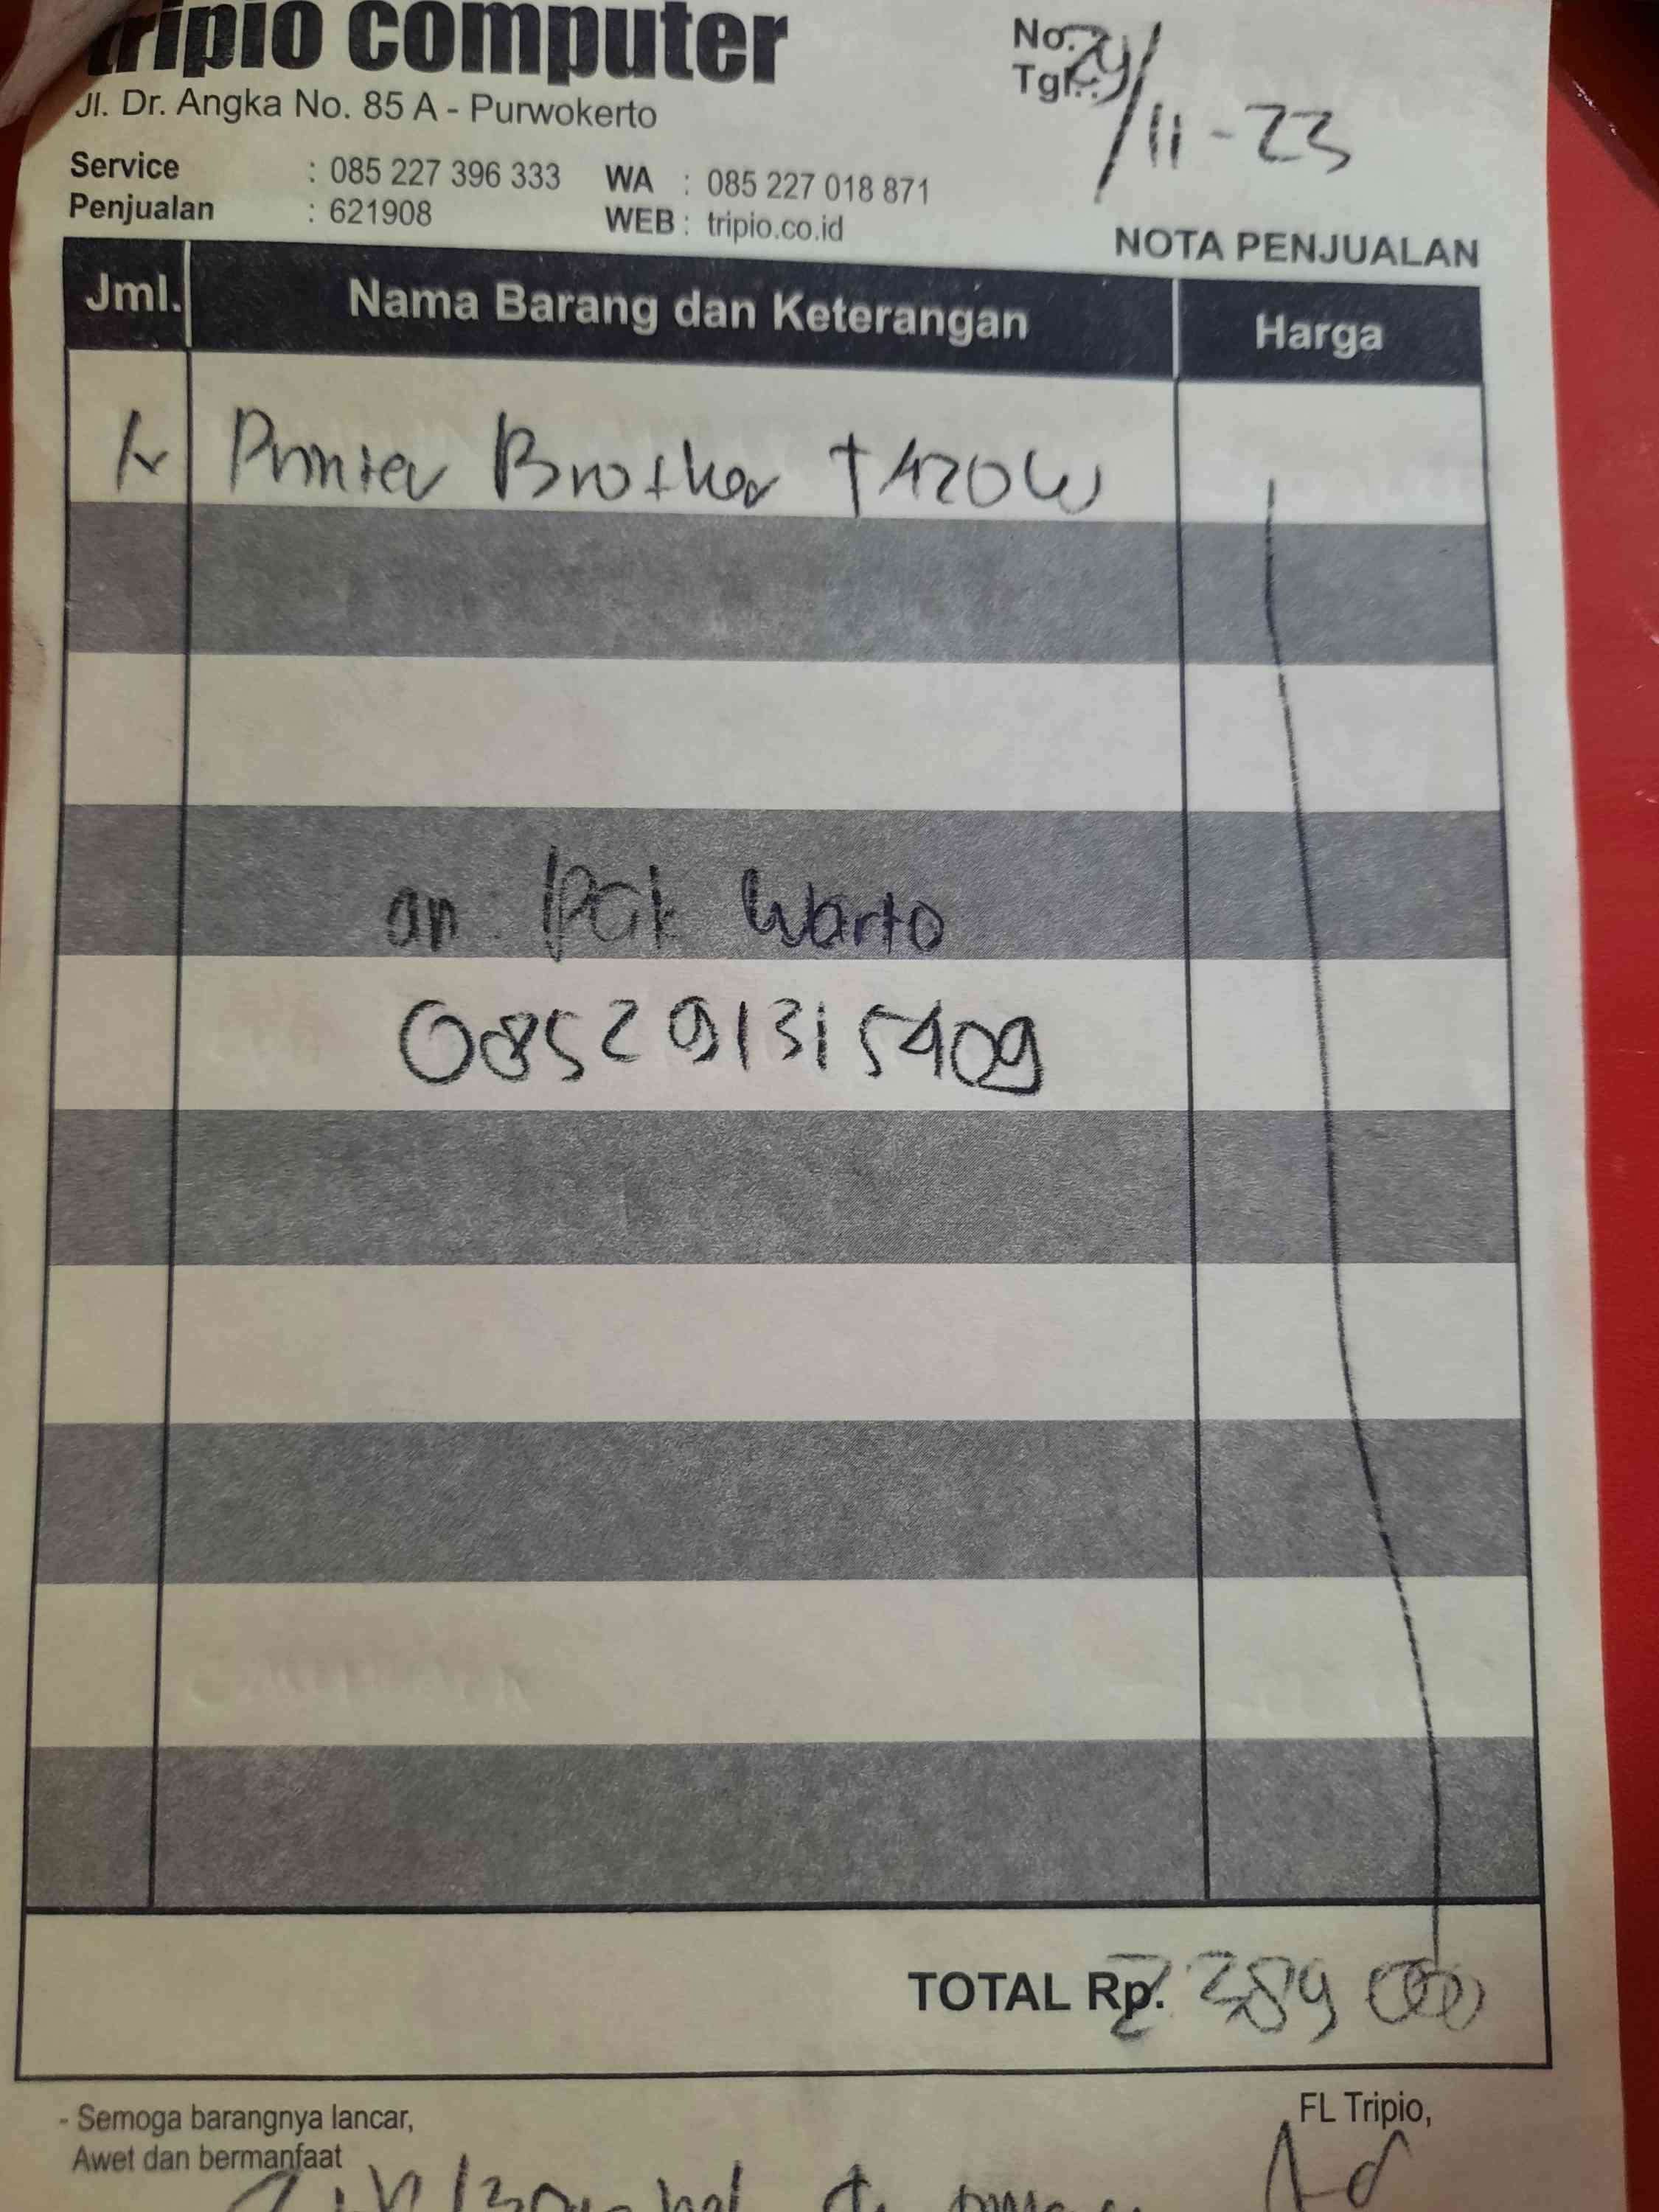 tripio computer
Jl. Dr. Angka No. 85 A - Purwokerto
No.
Tgl.: 29/11-23
Service : 085 227 396 333 WA : 085 227 018 871
Penjualan : 621908 WEB : tripio.co.id
NOTA PENJUALAN
Jml. Nama Barang dan Keterangan Harga
1 Printer Brother T420W
an: Pak Warto
085291315409
TOTAL Rp. 2.389.000
- Semoga barangnya lancar,
Awet dan bermanfaat
FL Tripio,